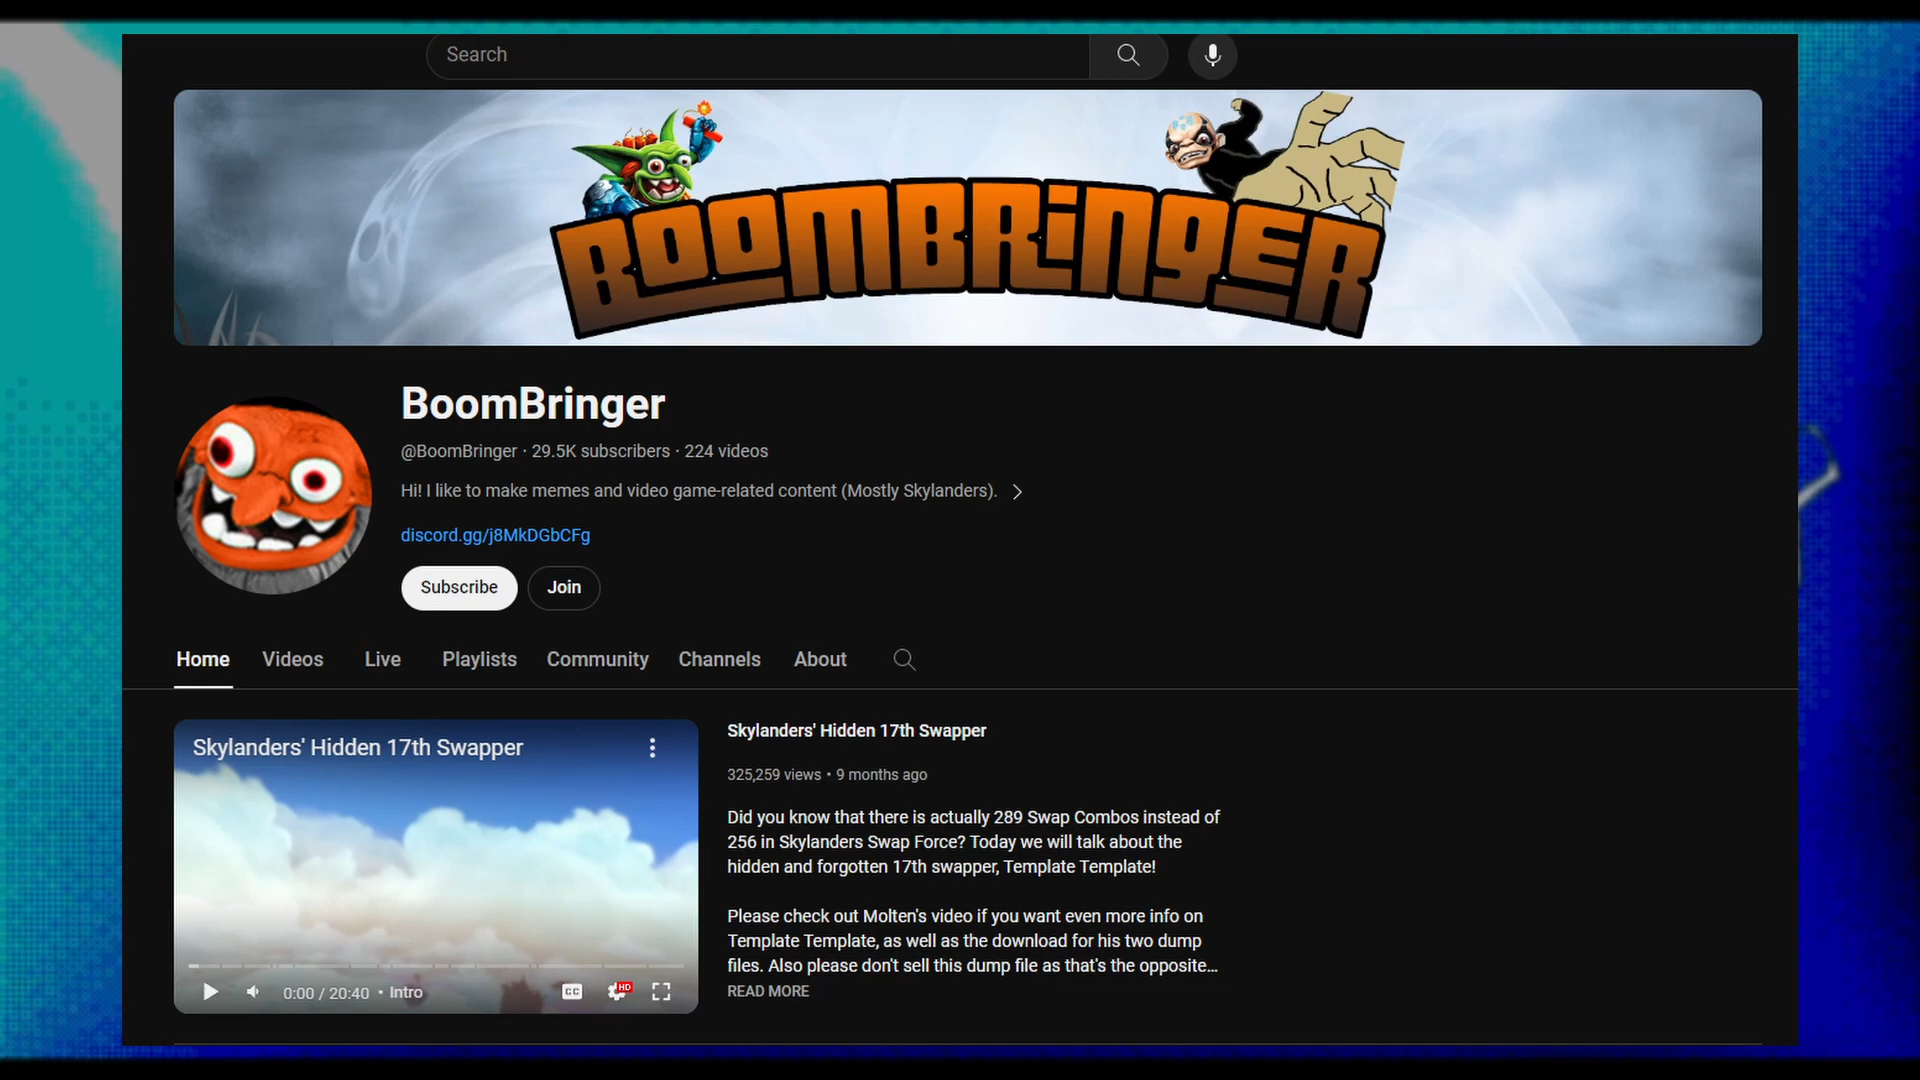 Search
BOOMBRiNgER
BoomBringer
@BoomBringer · 29.5K subscribers · 224 videos
Hi! I like to make memes and video game-related content (Mostly Skylanders).
discord.gg/j8MkDGbCFg
Subscribe
Join
Home
Videos
Live
Playlists
Community
Channels
About
Skylanders' Hidden 17th Swapper
0:00 / 20:40 • Intro
CC
HD
Skylanders' Hidden 17th Swapper
325,259 views • 9 months ago
Did you know that there is actually 289 Swap Combos instead of
256 in Skylanders Swap Force? Today we will talk about the
hidden and forgotten 17th swapper, Template Template!
Please check out Molten's video if you want even more info on
Template Template, as well as the download for his two dump
files. Also please don't sell this dump file as that's the opposite...
READ MORE